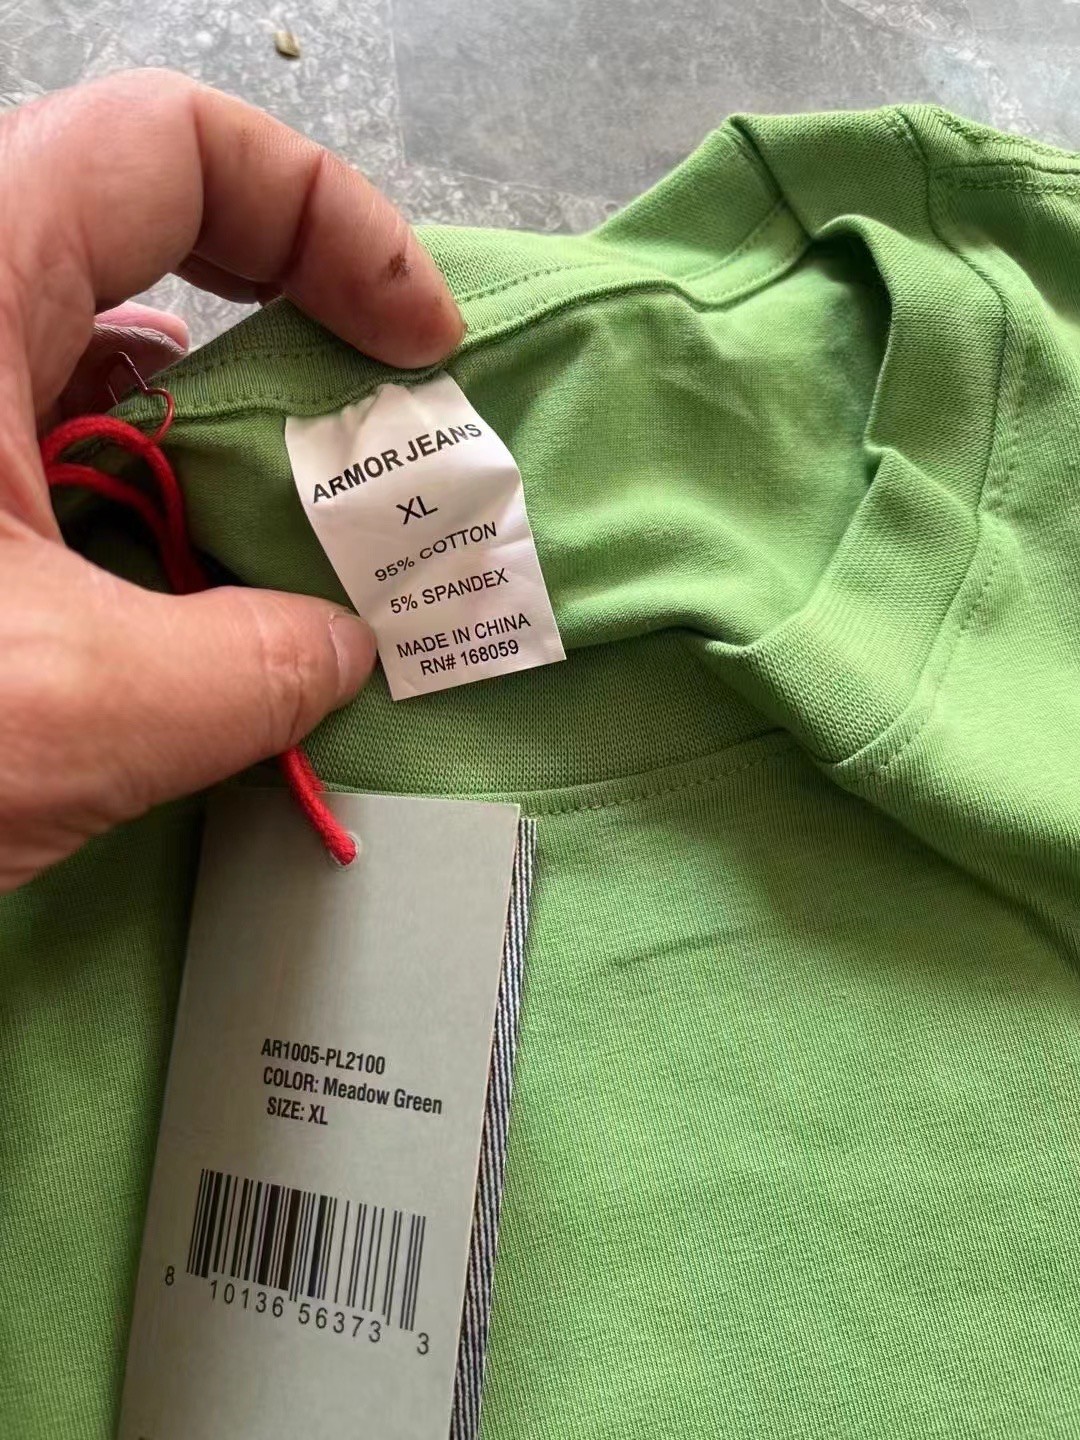 ARMOR JEANS
XL
95% COTTON
5% SPANDEX
MADE IN CHINA
RN# 168059
AR1005-PL2100
COLOR: Meadow Green
SIZE: XL
8 10136 56373 3